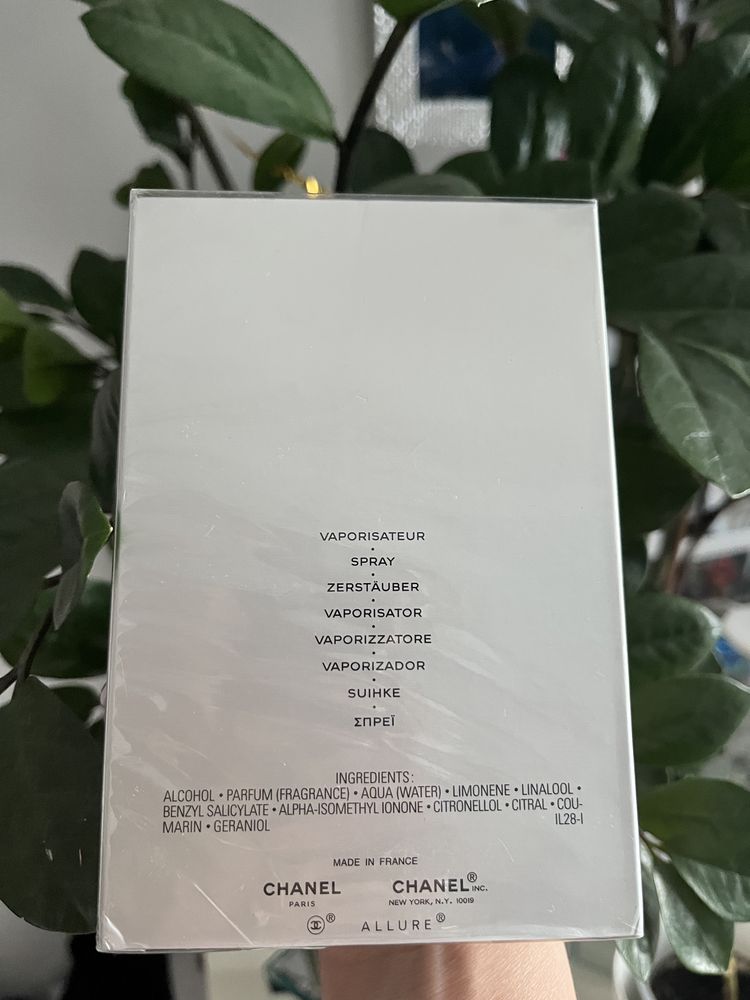 VAPORISATEUR
•
SPRAY
•
ZERSTÄUBER
•
VAPORISATOR
•
VAPORIZZATORE
•
VAPORIZADOR
•
SUIHKE
•
ΣΠΡΕΪ
INGREDIENTS:
ALCOHOL • PARFUM (FRAGRANCE) • AQUA (WATER) • LIMONENE • LINALOOL •
BENZYL SALICYLATE • ALPHA-ISOMETHYL IONONE • CITRONELLOL • CITRAL • COU-
MARIN • GERANIOL IL28-I
MADE IN FRANCE
CHANEL CHANEL® INC.
PARIS NEW YORK, N.Y. 10019
® ALLURE®